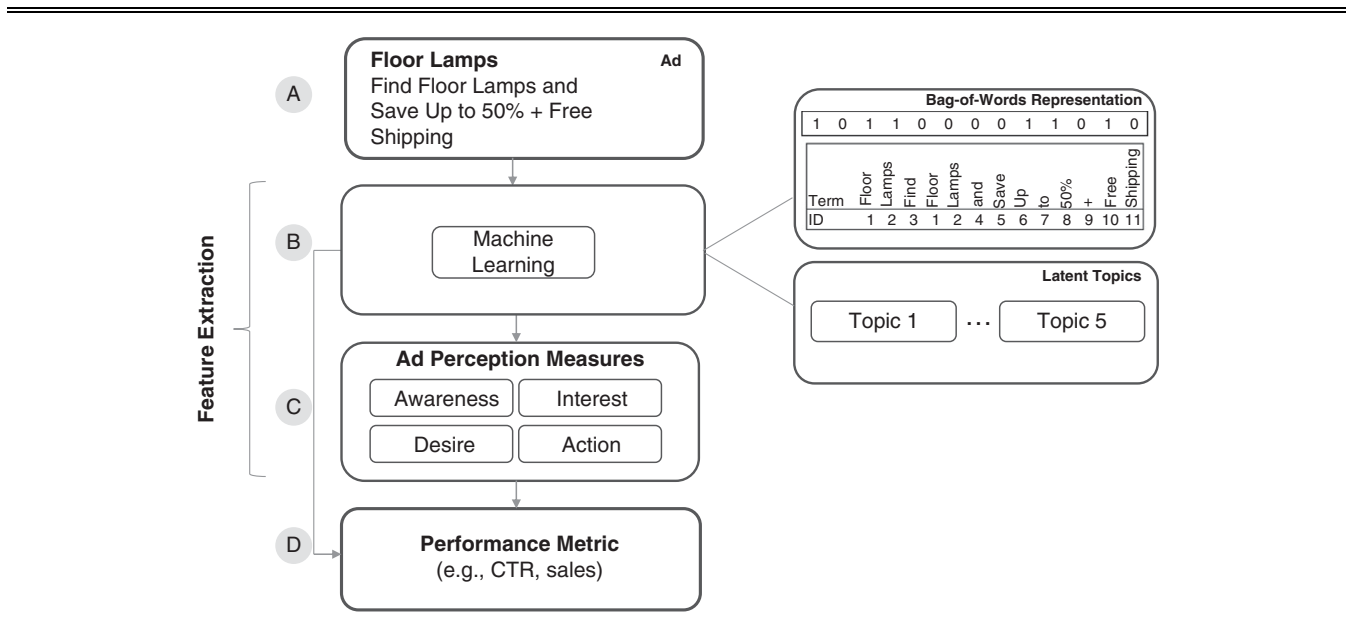 A
Floor Lamps Ad
Find Floor Lamps and
Save Up to 50% + Free
Shipping
Feature Extraction
B
Machine
Learning
Bag-of-Words Representation
1 0 1 1 0 0 0 0 1 1 0 1 0
Term Floor Lamps Find Floor Lamps and Save Up to 50% + Free Shipping
ID 1 2 3 1 2 4 5 6 7 8 9 10 11
Latent Topics
Topic 1 ... Topic 5
C
Ad Perception Measures
Awareness Interest
Desire Action
D
Performance Metric
(e.g., CTR, sales)